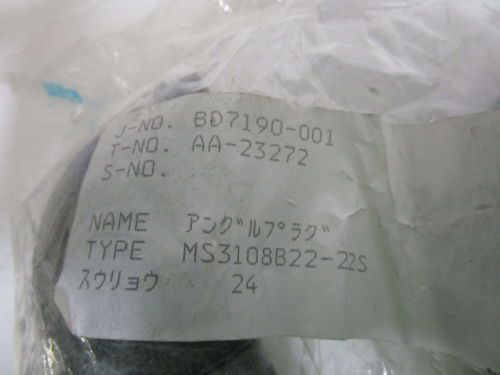 J-NO. BD7190-001
T-NO. AA-23272
S-NO.
NAME アングルプラグ
TYPE MS3108B22-22S
スウリョウ 24